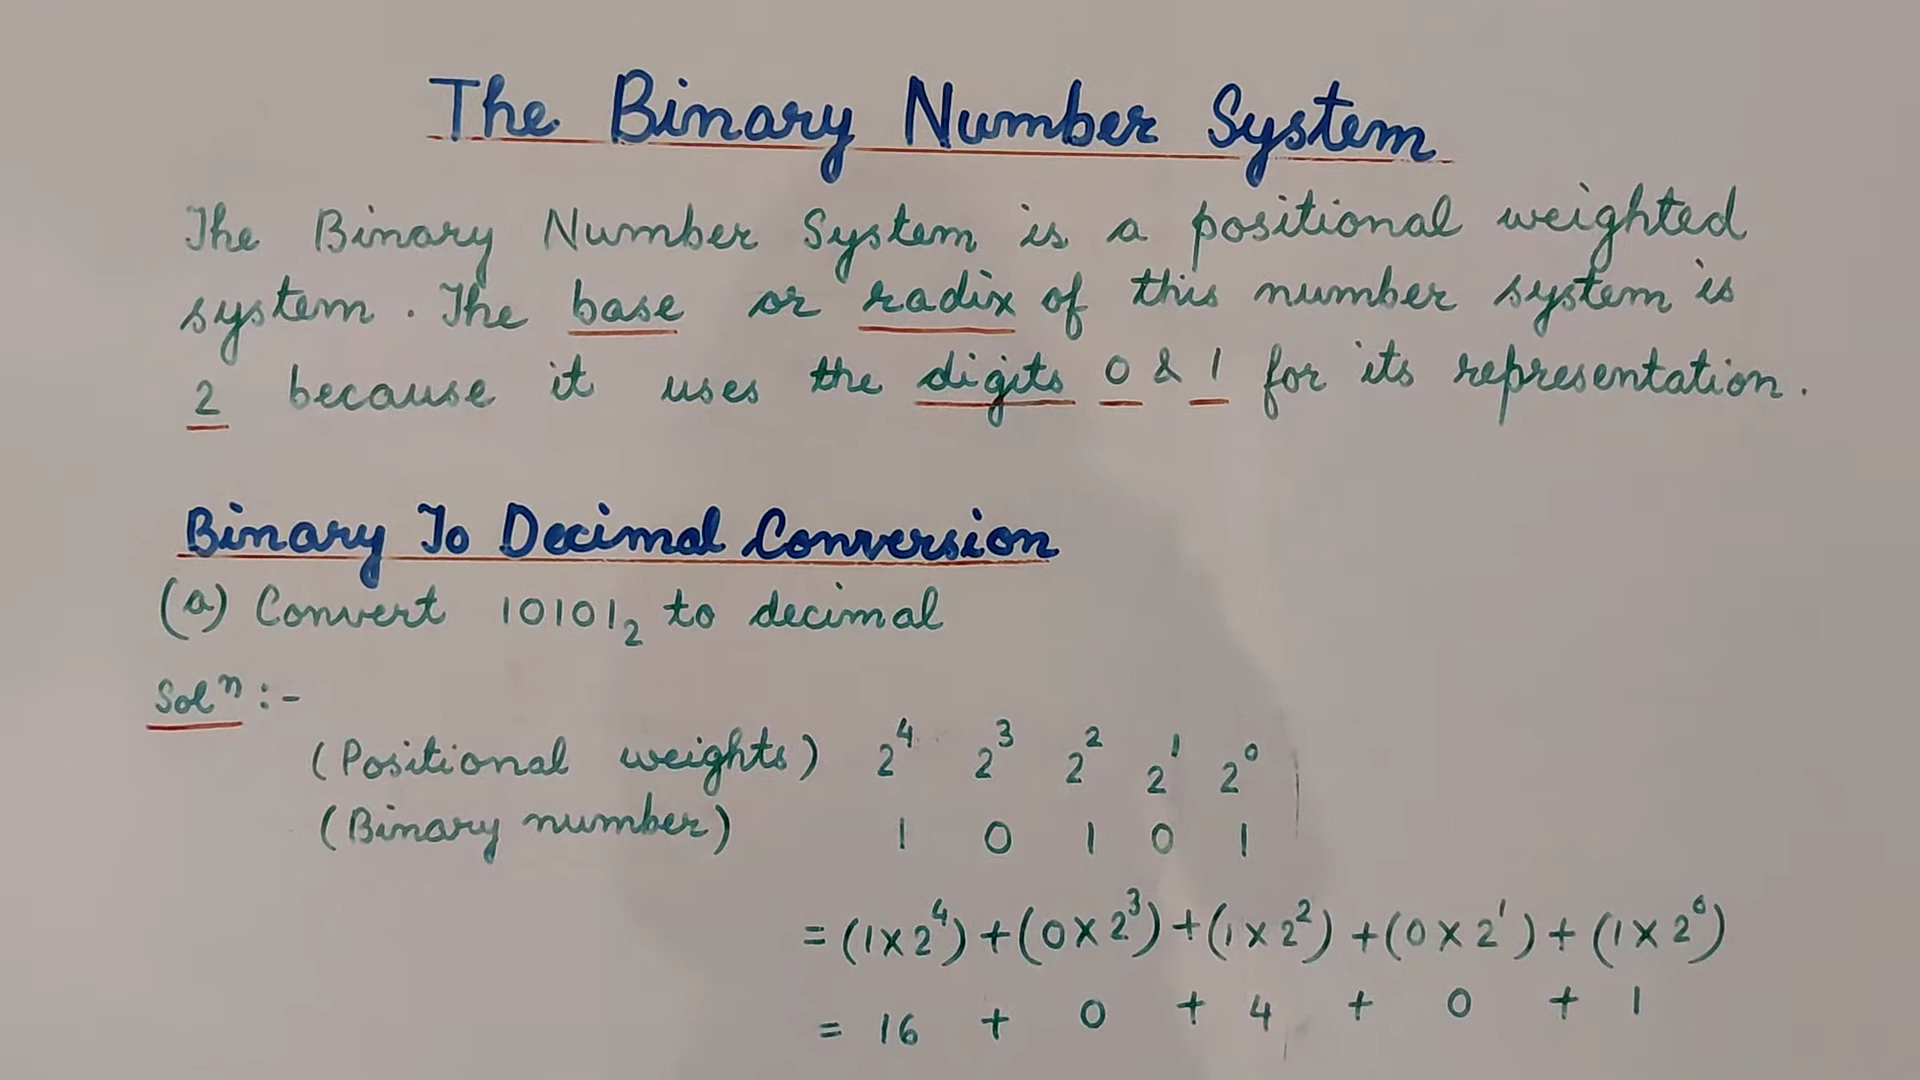 The Binary Number System
The Binary Number System is a positional weighted
system. The base or radix of this number system is
2 because it uses the digits 0 & 1 for its representation.
Binary To Decimal Conversion
(a) Convert 10101₂ to decimal
Solⁿ :-
(Positional weights) 2⁴ 2³ 2² 2¹ 2⁰
(Binary number) 1 0 1 0 1
= (1 x 2⁴) + (0 x 2³) + (1 x 2²) + (0 x 2¹) + (1 x 2⁰)
= 16 + 0 + 4 + 0 + 1